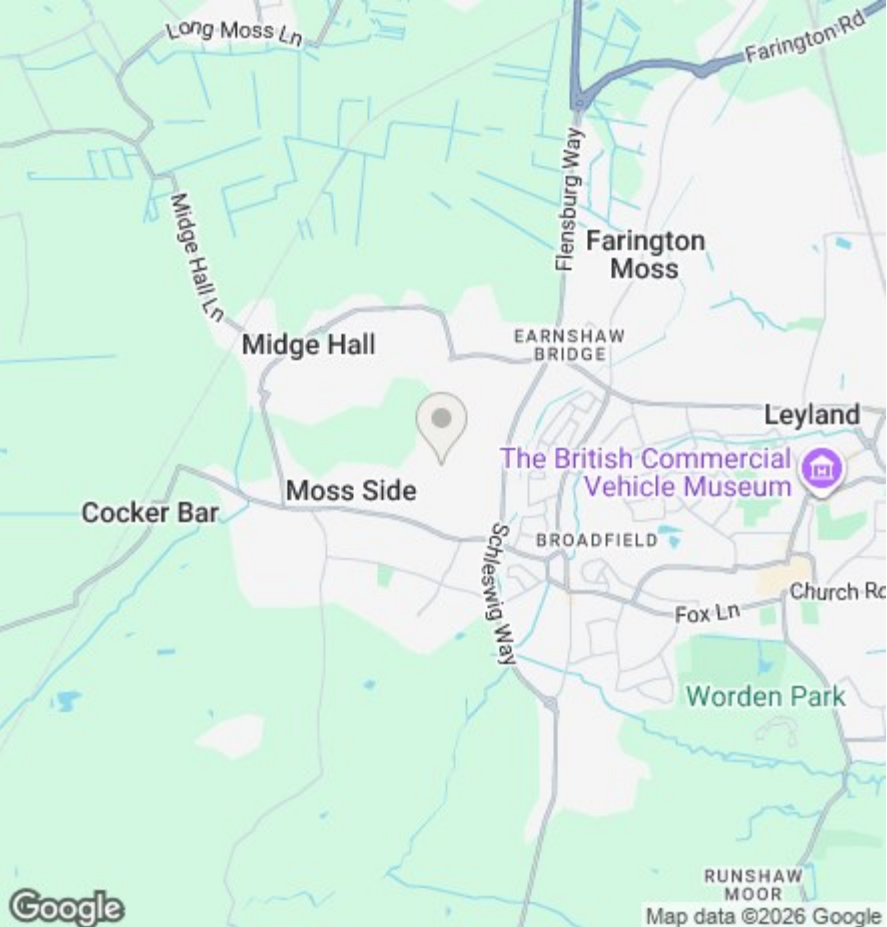 Long Moss Ln
Farington Rd
Flensburg Way
Midge Hall Ln
Farington
Moss
EARNSHAW
BRIDGE
Midge Hall
Leyland
The British Commercial
Vehicle Museum
Moss Side
Cocker Bar
BROADFIELD
Schleswig Way
Church Ro
Fox Ln
Worden Park
RUNSHAW
MOOR
Google
Map data ©2026 Google